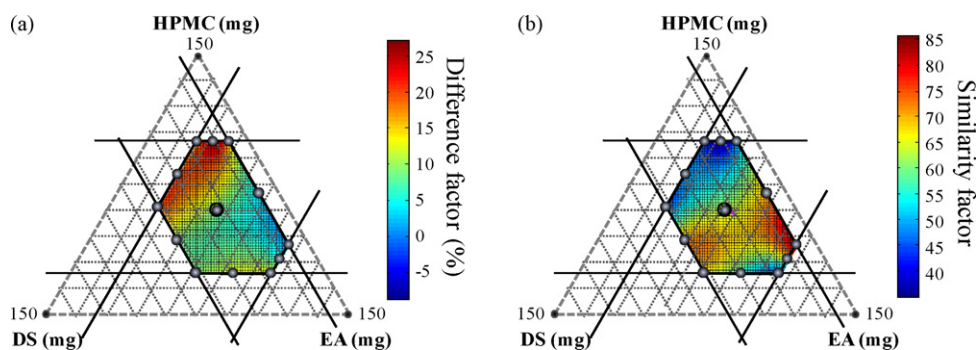 (a)
HPMC (mg)
150
150
DS (mg)
150
EA (mg)
25
20
15
10
5
0
-5
Difference factor (%)
(b)
HPMC (mg)
150
150
DS (mg)
150
EA (mg)
85
80
75
70
65
60
55
50
45
40
Similarity factor